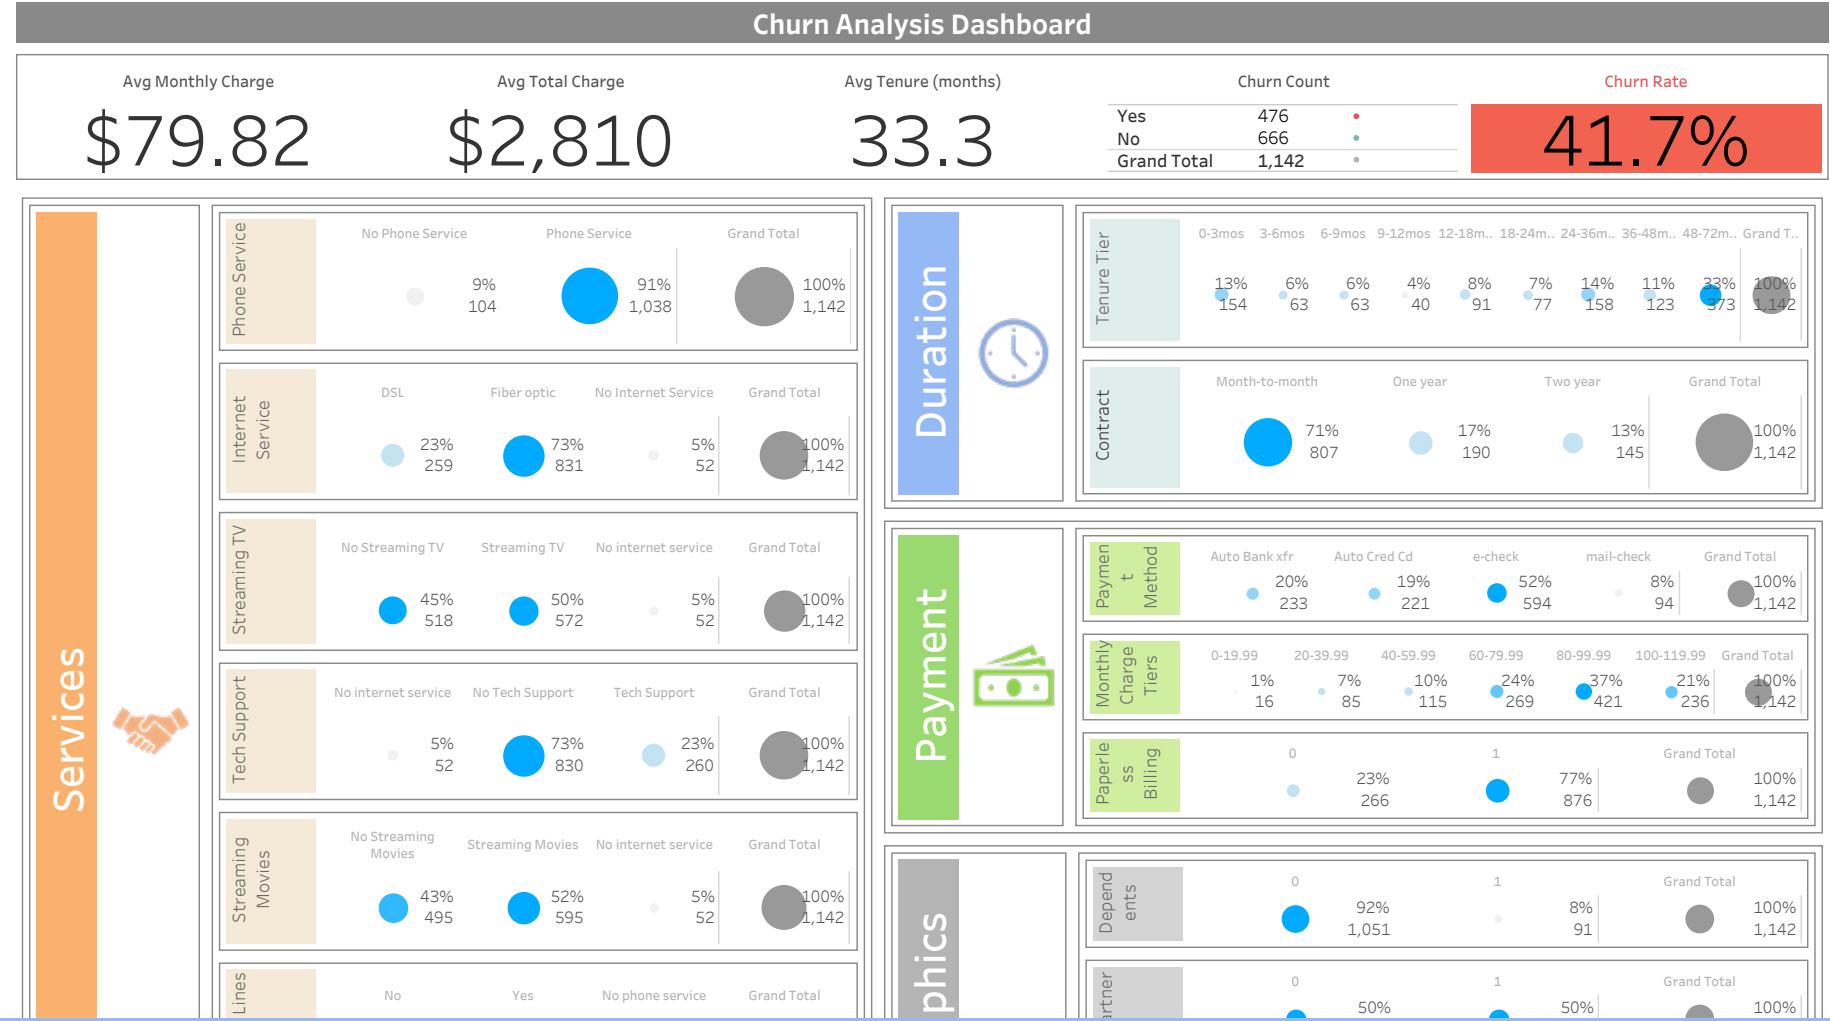 Churn Analysis Dashboard
Avg Monthly Charge
$79.82
Avg Total Charge
$2,810
Avg Tenure (months)
33.3
Churn Count
Yes 476
No 666
Grand Total 1,142
Churn Rate
41.7%
Services
Phone Service
No Phone Service Phone Service Grand Total
9% 91% 100%
104 1,038 1,142
Internet
Service
DSL Fiber optic No Internet Service Grand Total
23% 73% 5% 100%
259 831 52 1,142
Streaming TV
No Streaming TV Streaming TV No internet service Grand Total
45% 50% 5% 100%
518 572 52 1,142
Tech Support
No internet service No Tech Support Tech Support Grand Total
5% 73% 23% 100%
52 830 260 1,142
Streaming
Movies
No Streaming
Movies Streaming Movies No internet service Grand Total
43% 52% 5% 100%
495 595 52 1,142
Lines
No Yes No phone service Grand Total
Duration
Tenure Tier
0-3mos 3-6mos 6-9mos 9-12mos 12-18m.. 18-24m.. 24-36m.. 36-48m.. 48-72m.. Grand T..
13% 6% 6% 4% 8% 7% 14% 11% 33% 100%
154 63 63 40 91 77 158 123 373 1,142
Contract
Month-to-month One year Two year Grand Total
71% 17% 13% 100%
807 190 145 1,142
Payment
Paymen
t
Method
Auto Bank xfr Auto Cred Cd e-check mail-check Grand Total
20% 19% 52% 8% 100%
233 221 594 94 1,142
Monthly
Charge
Tiers
0-19.99 20-39.99 40-59.99 60-79.99 80-99.99 100-119.99 Grand Total
1% 7% 10% 24% 37% 21% 100%
16 85 115 269 421 236 1,142
Paperle
ss
Billing
0 1 Grand Total
23% 77% 100%
266 876 1,142
phics
Depend
ents
0 1 Grand Total
92% 8% 100%
1,051 91 1,142
artner
0 1 Grand Total
50% 50% 100%